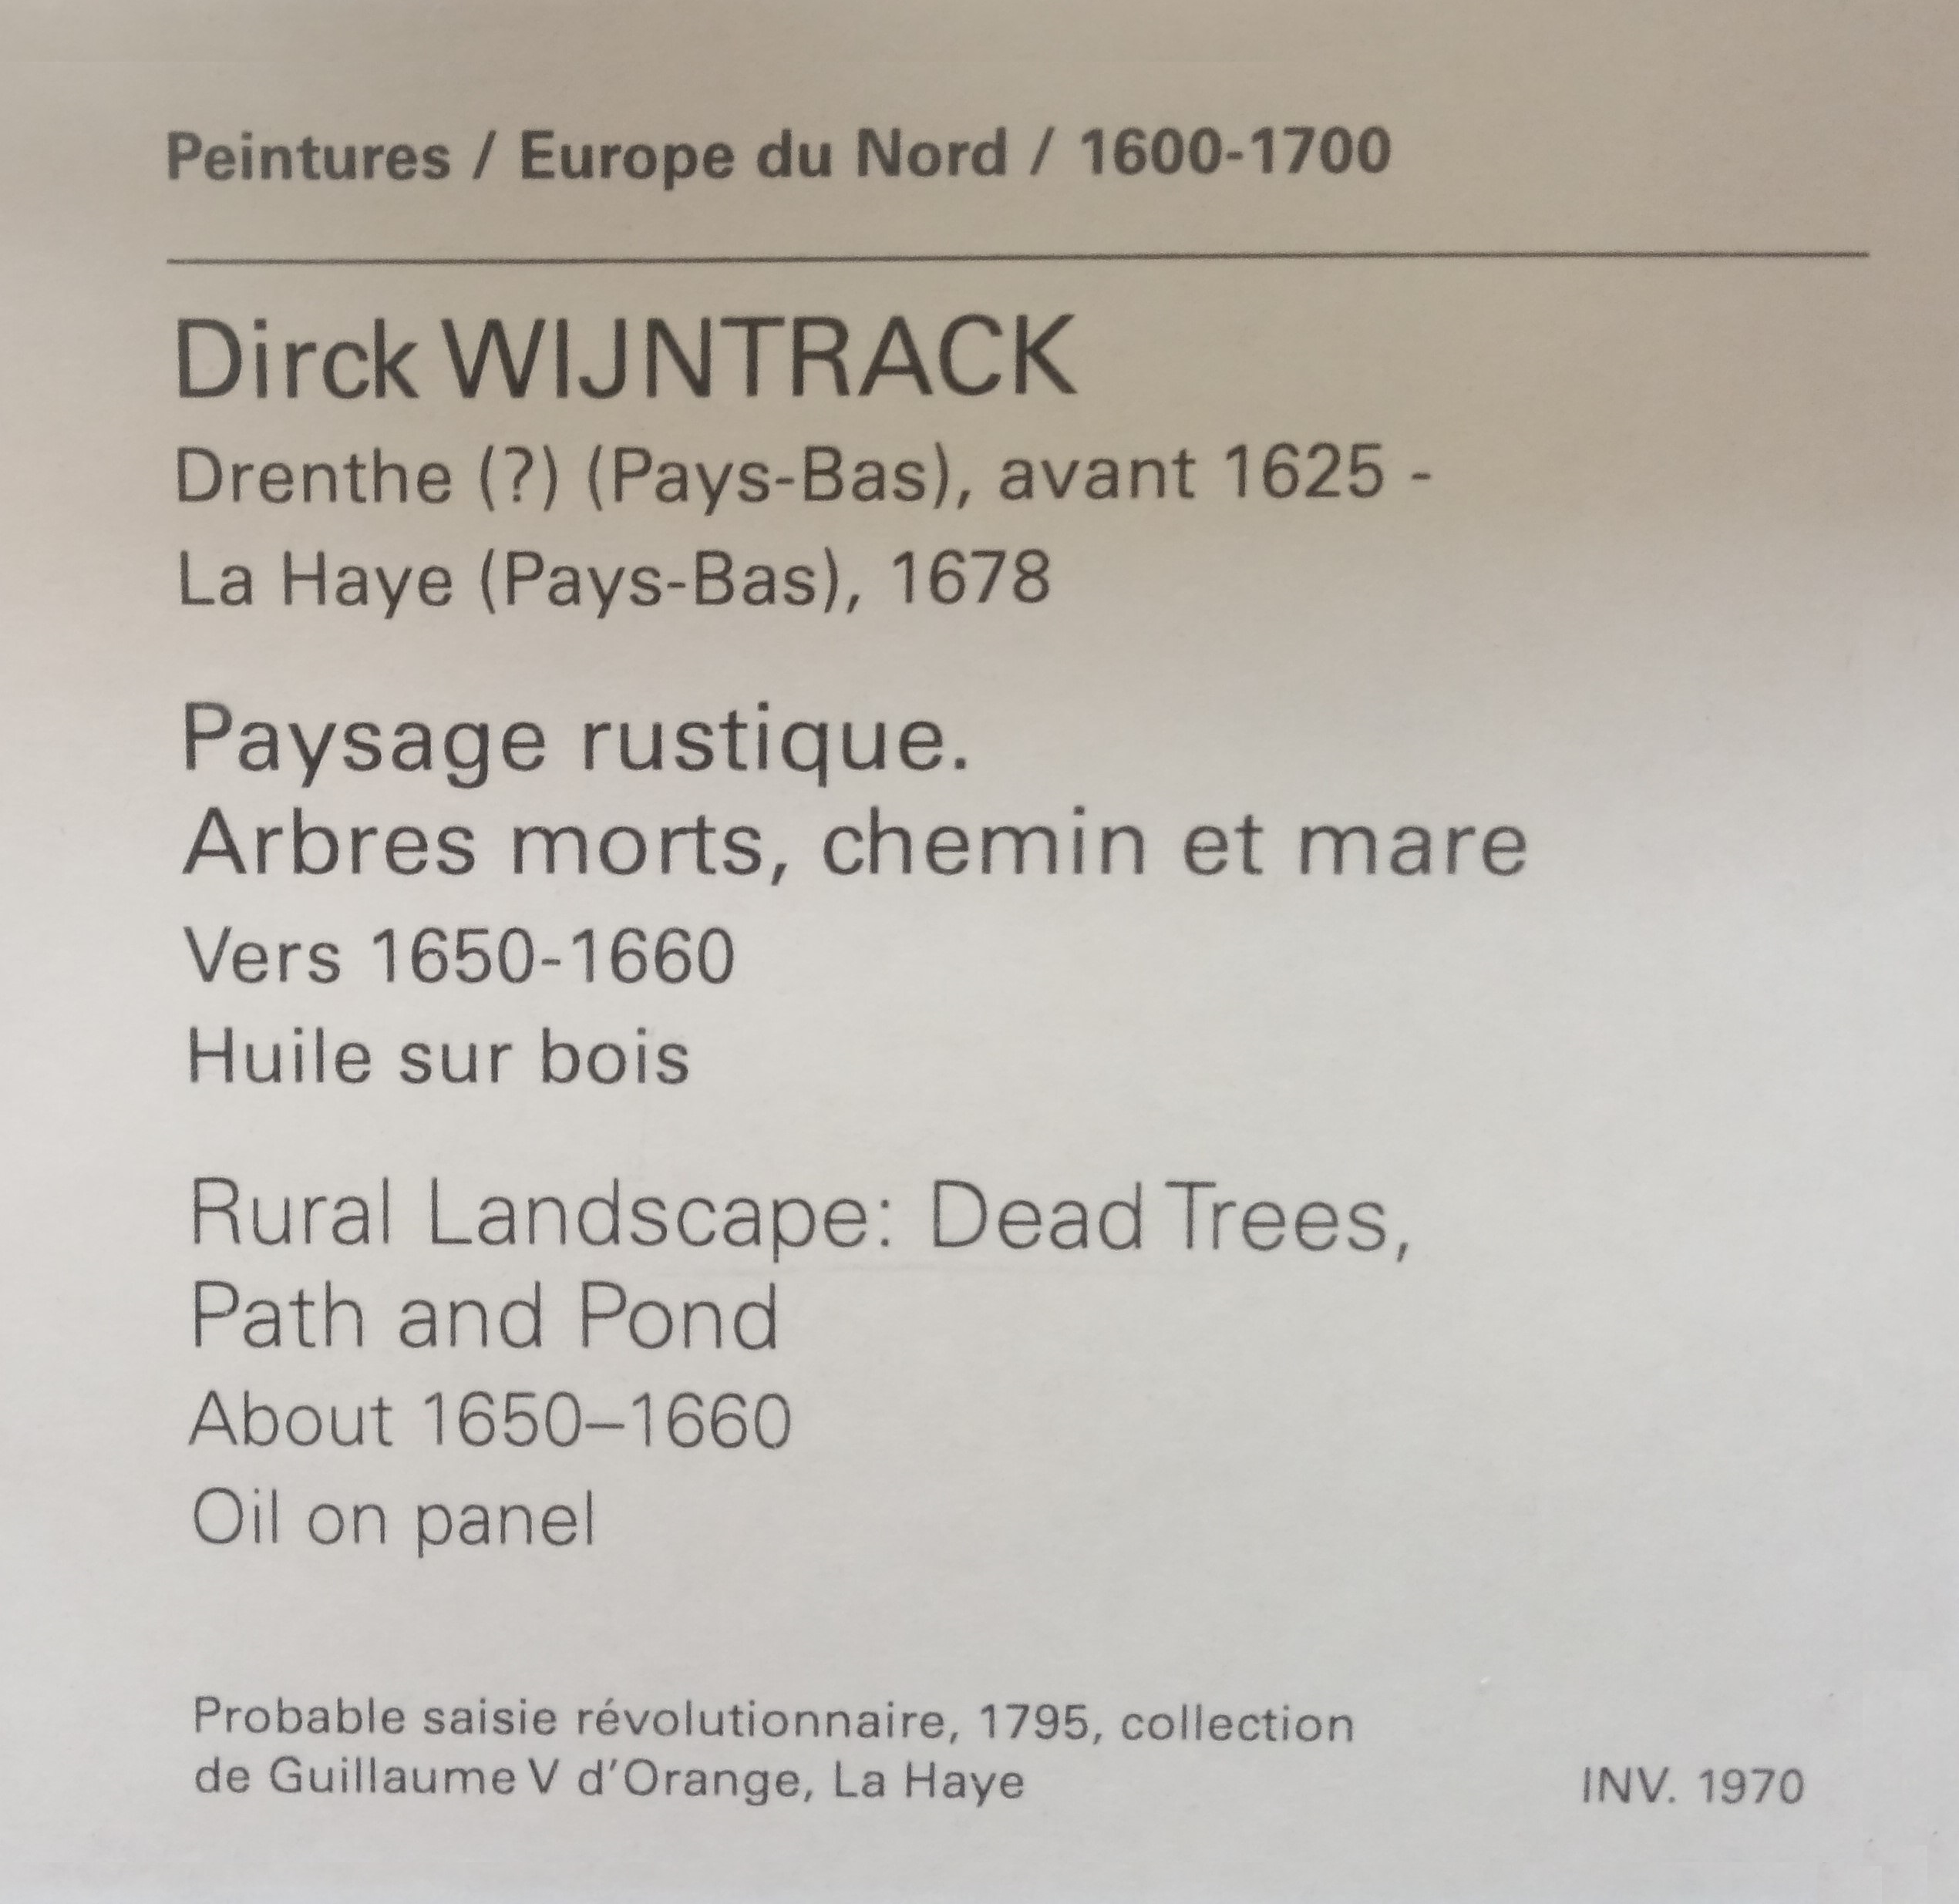 Peintures / Europe du Nord / 1600-1700
Dirck WIJNTRACK
Drenthe (?) (Pays-Bas), avant 1625 -
La Haye (Pays-Bas), 1678
Paysage rustique.
Arbres morts, chemin et mare
Vers 1650-1660
Huile sur bois
Rural Landscape: Dead Trees,
Path and Pond
About 1650–1660
Oil on panel
Probable saisie révolutionnaire, 1795, collection
de Guillaume V d’Orange, La Haye
INV. 1970